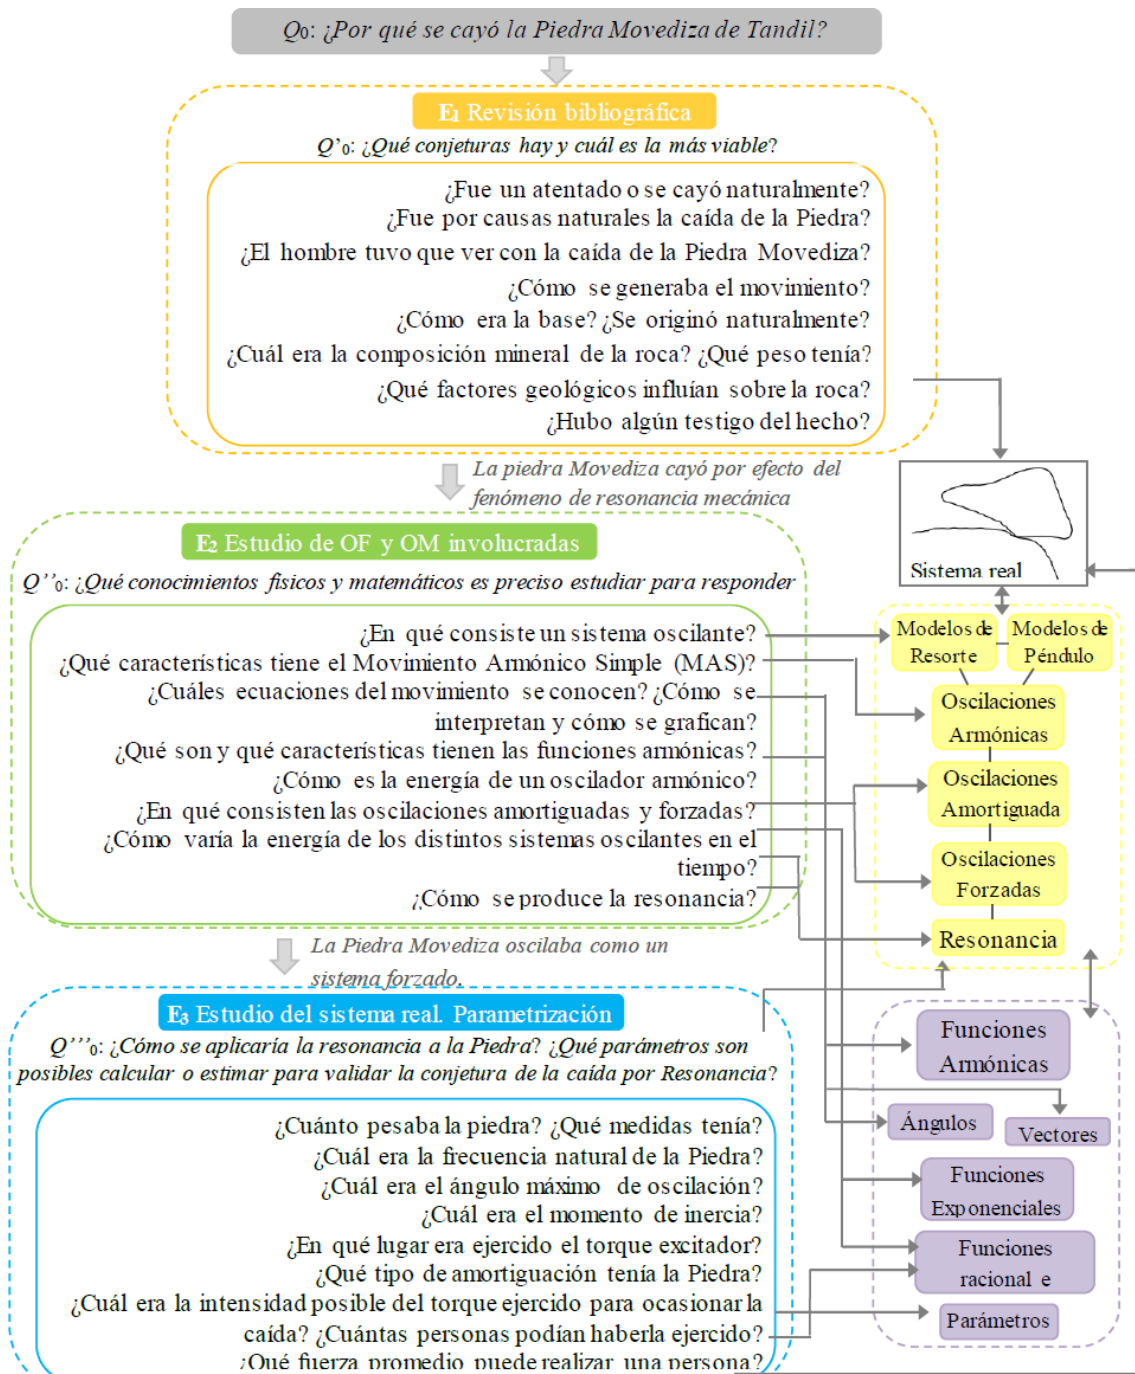 Q0: ¿Por qué se cayó la Piedra Movediza de Tandil?
E1 Revisión bibliográfica
Q’0: ¿Qué conjeturas hay y cuál es la más viable?
¿Fue un atentado o se cayó naturalmente?
¿Fue por causas naturales la caída de la Piedra?
¿El hombre tuvo que ver con la caída de la Piedra Movediza?
¿Cómo se generaba el movimiento?
¿Cómo era la base? ¿Se originó naturalmente?
¿Cuál era la composición mineral de la roca? ¿Qué peso tenía?
¿Qué factores geológicos influían sobre la roca?
¿Hubo algún testigo del hecho?
La piedra Movediza cayó por efecto del
fenómeno de resonancia mecánica
E2 Estudio de OF y OM involucradas
Q’’0: ¿Qué conocimientos físicos y matemáticos es preciso estudiar para responder
¿En qué consiste un sistema oscilante?
¿Qué características tiene el Movimiento Armónico Simple (MAS)?
¿Cuáles ecuaciones del movimiento se conocen? ¿Cómo se
interpretan y cómo se grafican?
¿Qué son y qué características tienen las funciones armónicas?
¿Cómo es la energía de un oscilador armónico?
¿En qué consisten las oscilaciones amortiguadas y forzadas?
¿Cómo varía la energía de los distintos sistemas oscilantes en el
tiempo?
¿Cómo se produce la resonancia?
La Piedra Movediza oscilaba como un
sistema forzado.
E3 Estudio del sistema real. Parametrización
Q’’’0: ¿Cómo se aplicaría la resonancia a la Piedra? ¿Qué parámetros son
posibles calcular o estimar para validar la conjetura de la caída por Resonancia?
¿Cuánto pesaba la piedra? ¿Qué medidas tenía?
¿Cuál era la frecuencia natural de la Piedra?
¿Cuál era el ángulo máximo de oscilación?
¿Cuál era el momento de inercia?
¿En qué lugar era ejercido el torque excitador?
¿Qué tipo de amortiguación tenía la Piedra?
¿Cuál era la intensidad posible del torque ejercido para ocasionar la
caída? ¿Cuántas personas podían haberla ejercido?
¿Qué fuerza promedio puede realizar una persona?
Sistema real
Modelos de
Resorte
Modelos de
Péndulo
Oscilaciones
Armónicas
Oscilaciones
Amortiguada
Oscilaciones
Forzadas
Resonancia
Funciones
Armónicas
Ángulos
Vectores
Funciones
Exponenciales
Funciones
racional e
Parámetros